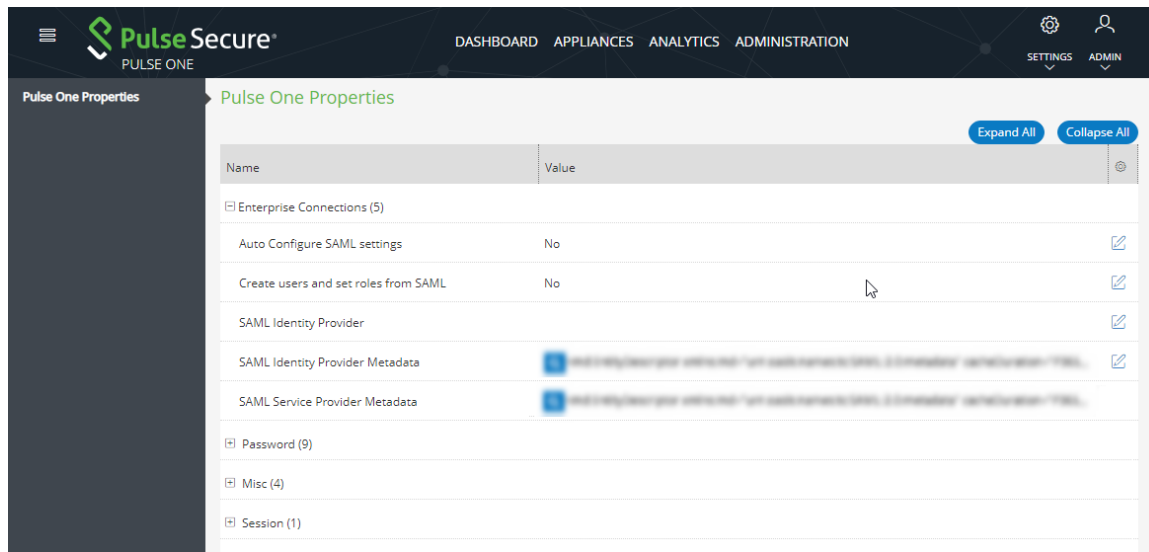 Pulse Secure
PULSE ONE
DASHBOARD APPLIANCES ANALYTICS ADMINISTRATION
SETTINGS ADMIN
Pulse One Properties
Pulse One Properties
Expand All Collapse All
Name Value
Enterprise Connections (5)
Auto Configure SAML settings No
Create users and set roles from SAML No
SAML Identity Provider
SAML Identity Provider Metadata
SAML Service Provider Metadata
Password (9)
Misc (4)
Session (1)